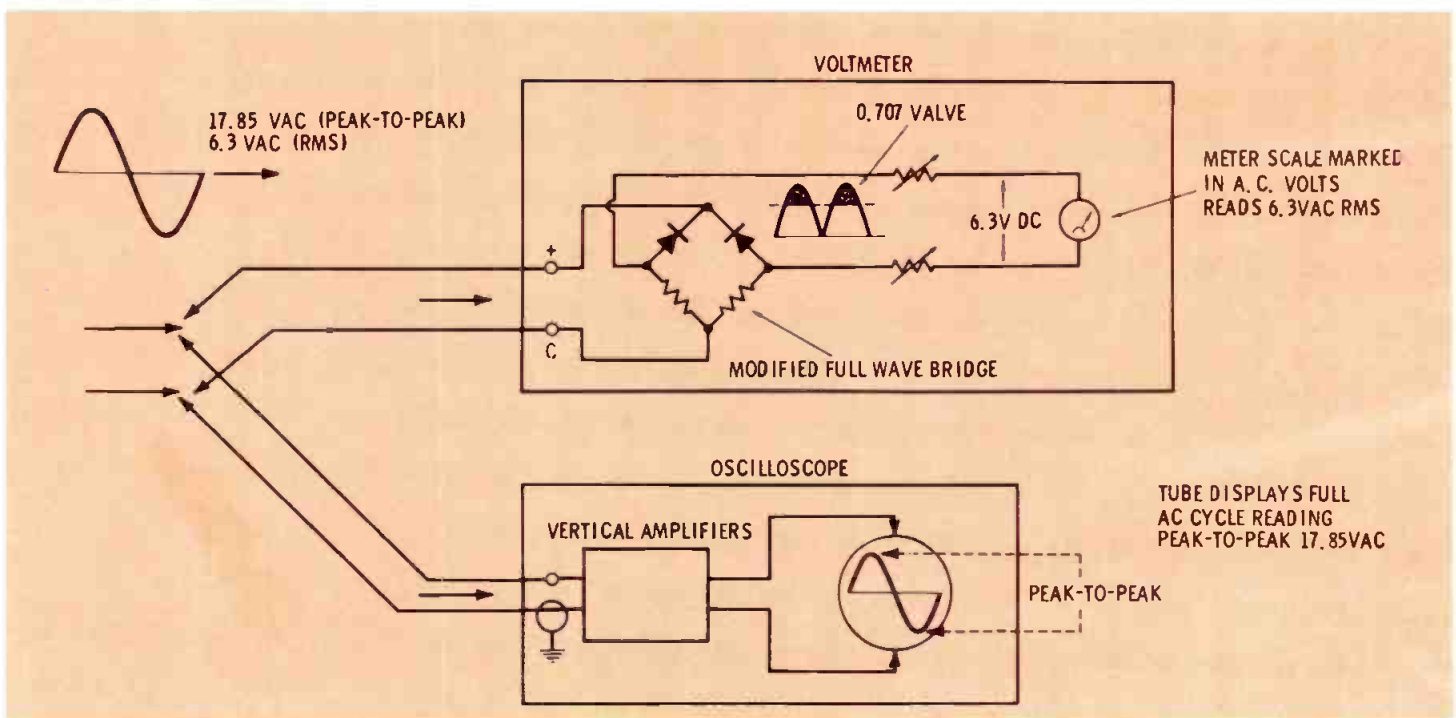 VOLTMETER
17.85 VAC (PEAK-TO-PEAK)
6.3 VAC (RMS)
0.707 VALVE
METER SCALE MARKED
IN A.C. VOLTS
READS 6.3VAC RMS
6.3V DC
+
C
MODIFIED FULL WAVE BRIDGE
OSCILLOSCOPE
VERTICAL AMPLIFIERS
TUBE DISPLAYS FULL
AC CYCLE READING
PEAK-TO-PEAK 17.85VAC
PEAK-TO-PEAK